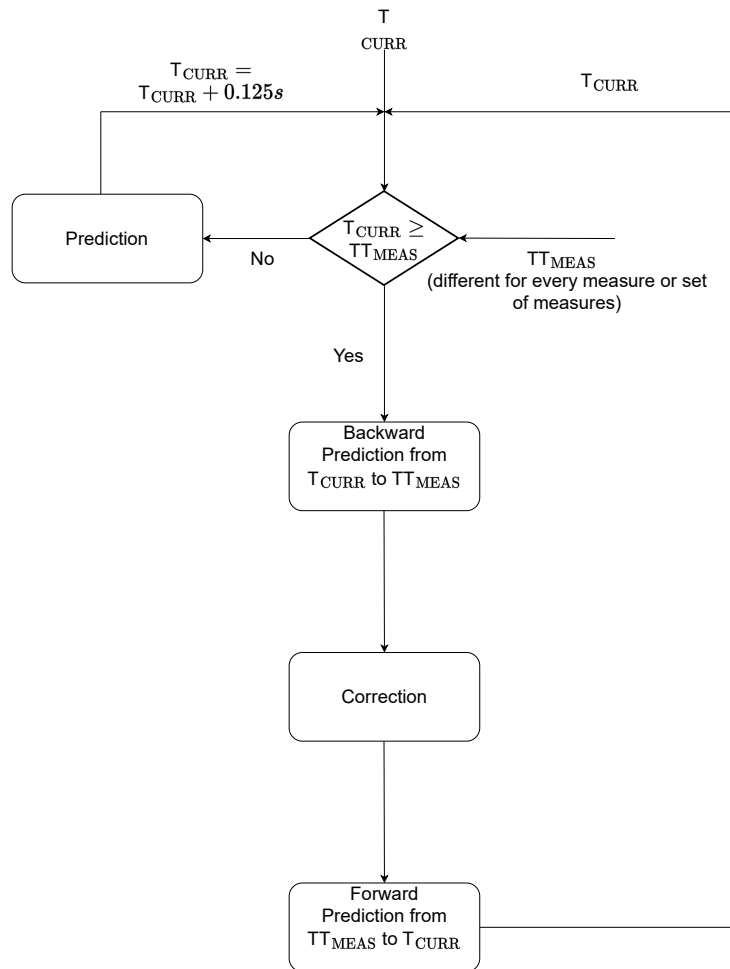 T
CURR
T_CURR =
T_CURR + 0.125s
T_CURR
Prediction
No
T_CURR ≥
TT_MEAS
TT_MEAS
(different for every measure or set
of measures)
Yes
Backward
Prediction from
T_CURR to TT_MEAS
Correction
Forward
Prediction from
TT_MEAS to T_CURR